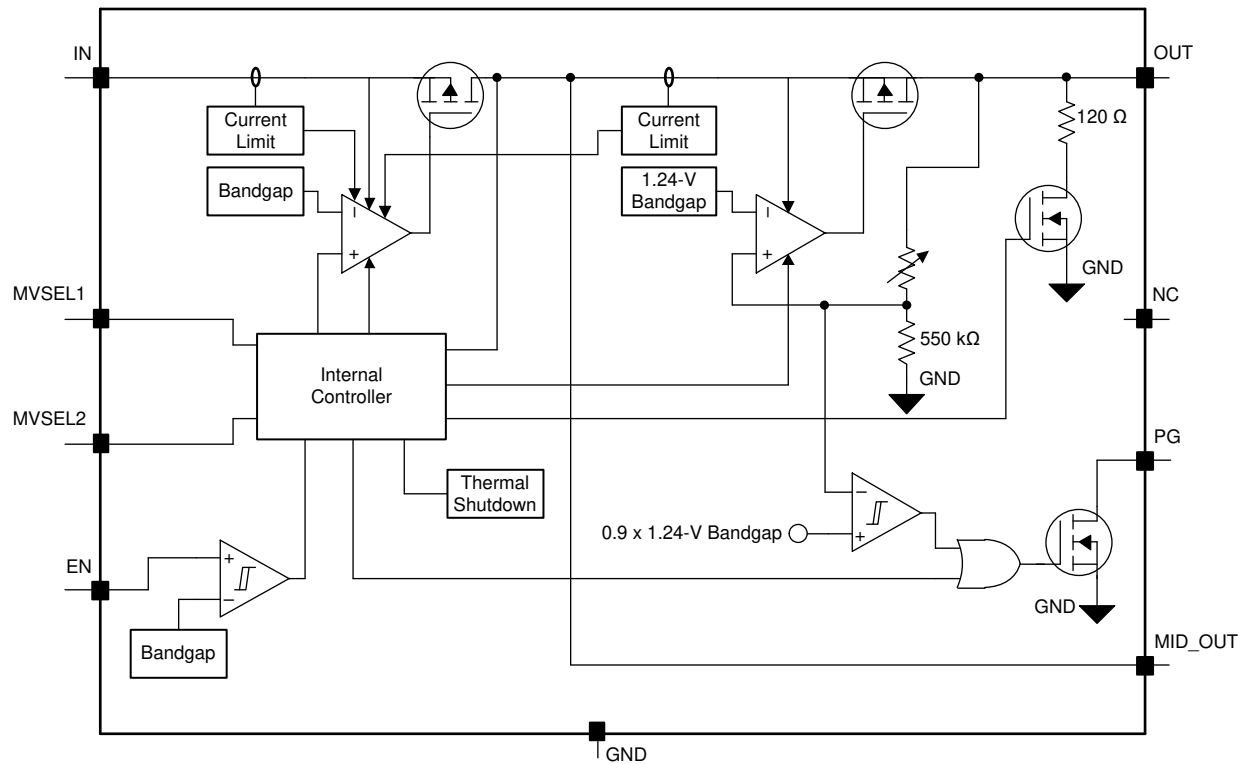 IN
OUT
120 Ω
Current
Limit
Current
Limit
Bandgap
1.24-V
Bandgap
−
+
−
+
GND
MVSEL1
NC
550 kΩ
GND
Internal
Controller
MVSEL2
PG
Thermal
Shutdown
0.9 x 1.24-V Bandgap
−
+
EN
+
−
GND
Bandgap
MID_OUT
GND